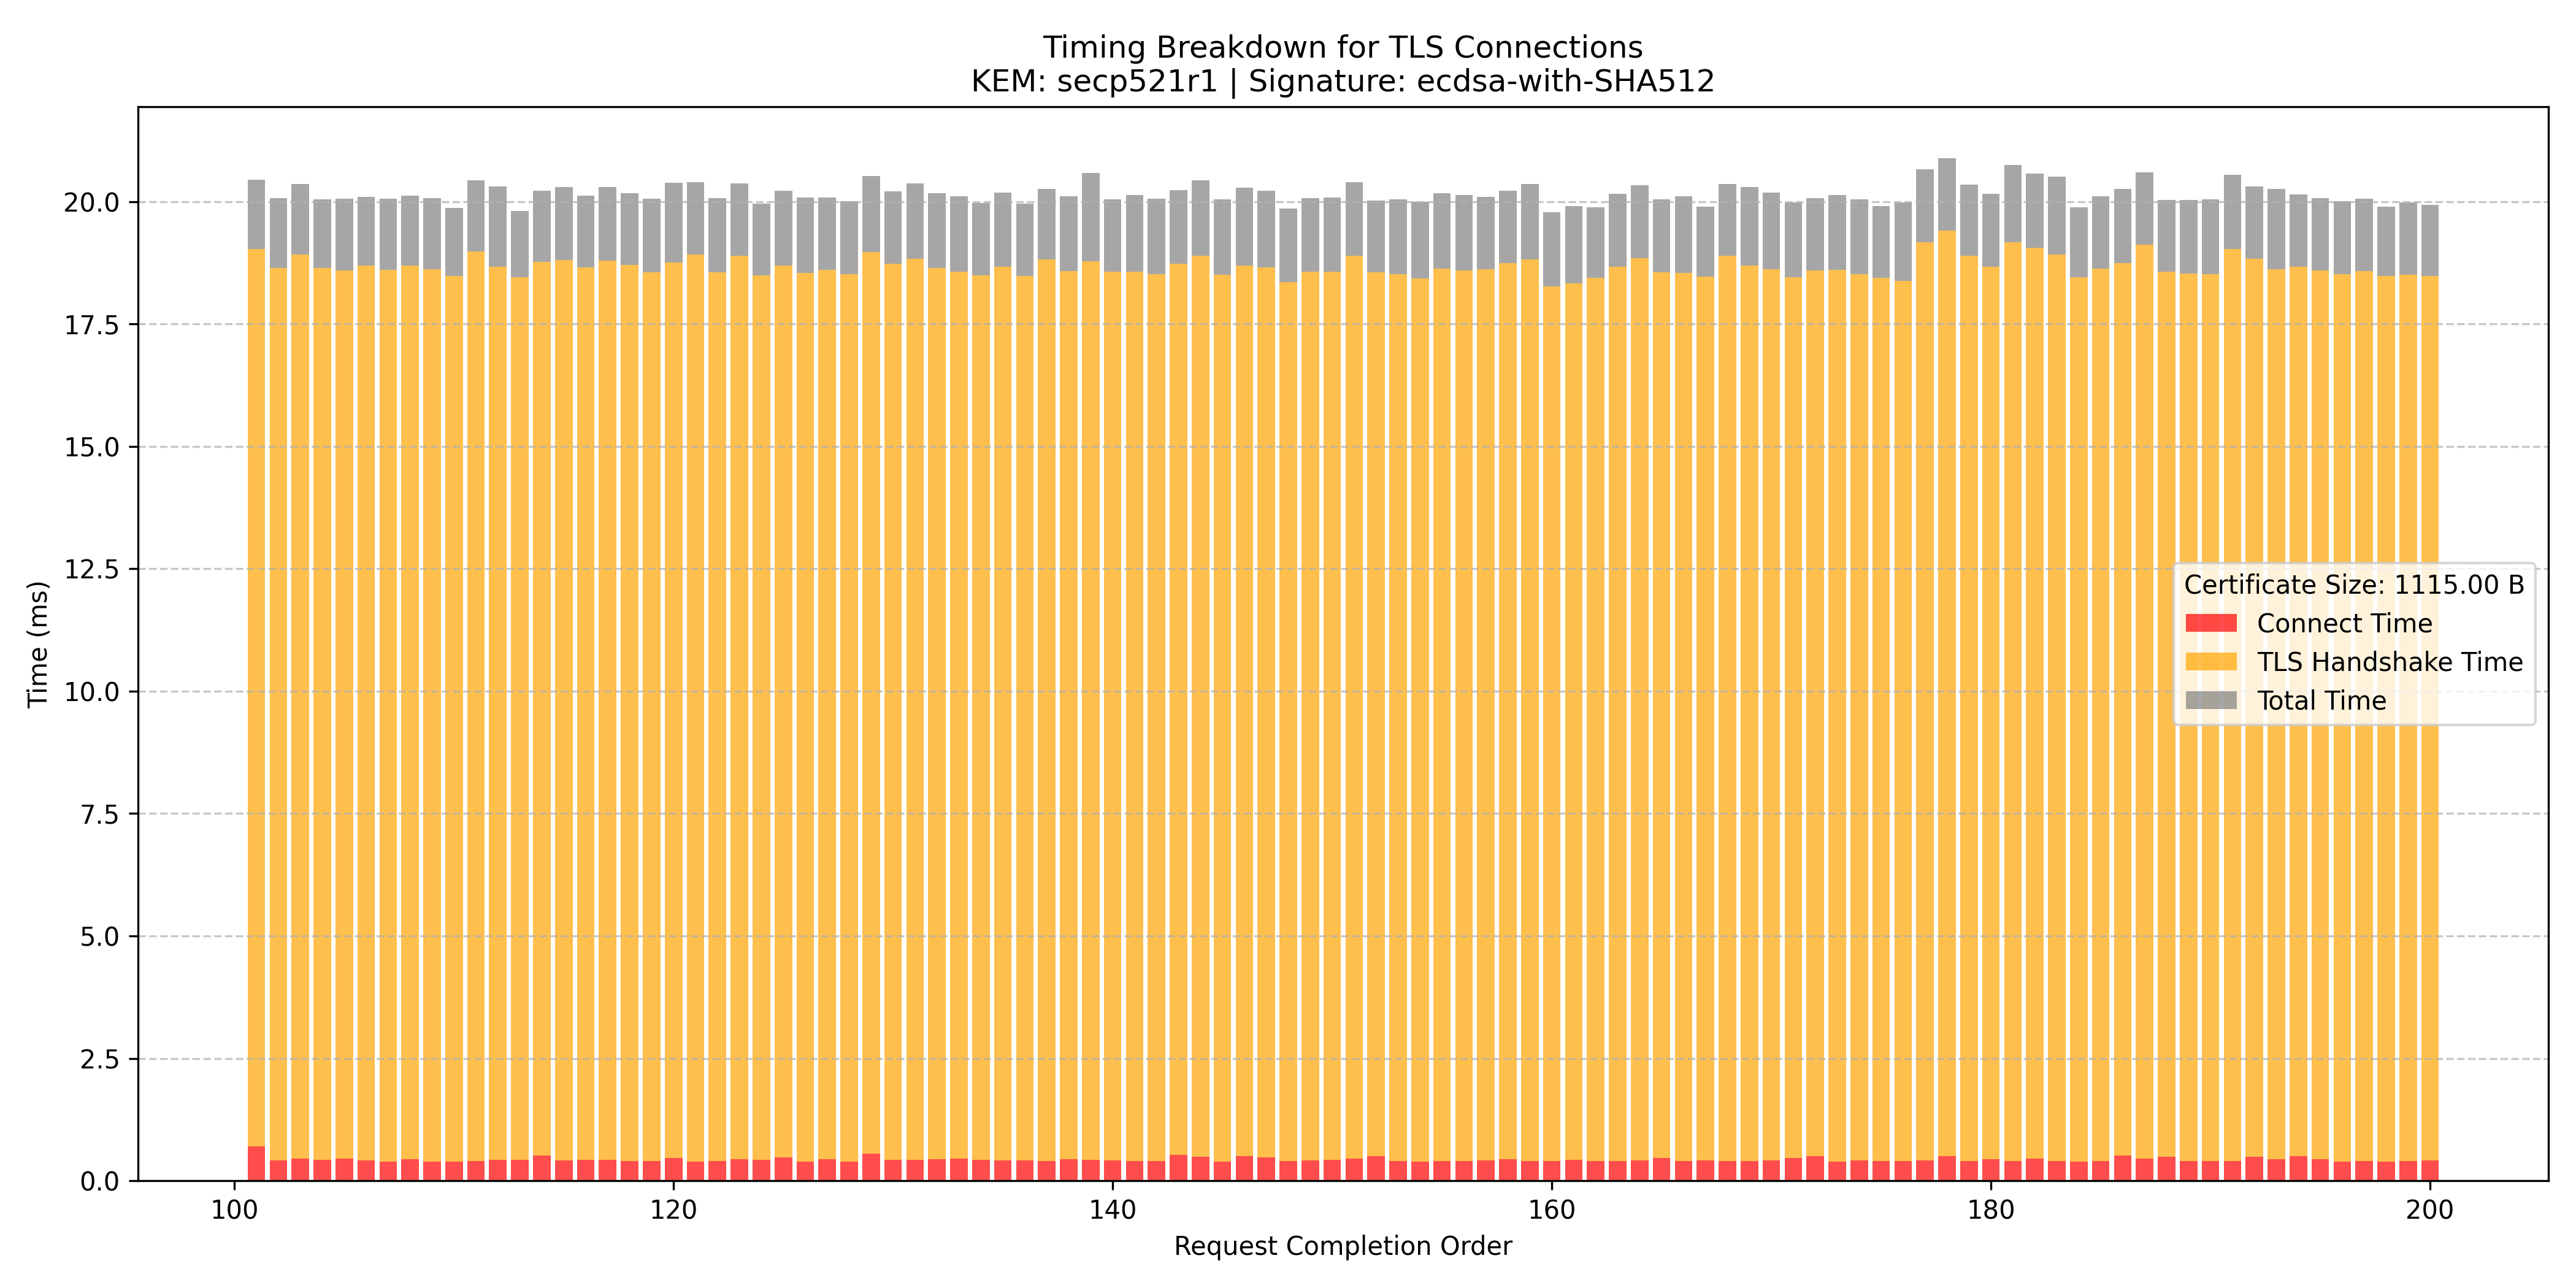 Timing Breakdown for TLS Connections
KEM: secp521r1 | Signature: ecdsa-with-SHA512
Time (ms)
20.0
17.5
15.0
12.5
10.0
7.5
5.0
2.5
0.0
Certificate Size: 1115.00 B
Connect Time
TLS Handshake Time
Total Time
100 120 140 160 180 200
Request Completion Order